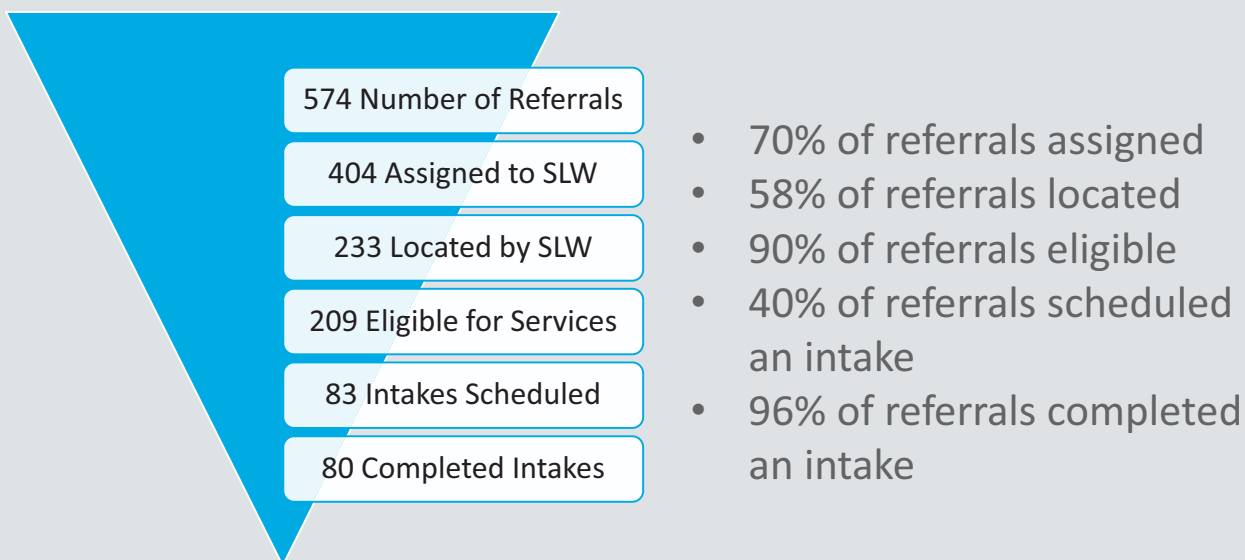 574 Number of Referrals
404 Assigned to SLW
233 Located by SLW
209 Eligible for Services
83 Intakes Scheduled
80 Completed Intakes
• 70% of referrals assigned
• 58% of referrals located
• 90% of referrals eligible
• 40% of referrals scheduled
an intake
• 96% of referrals completed
an intake